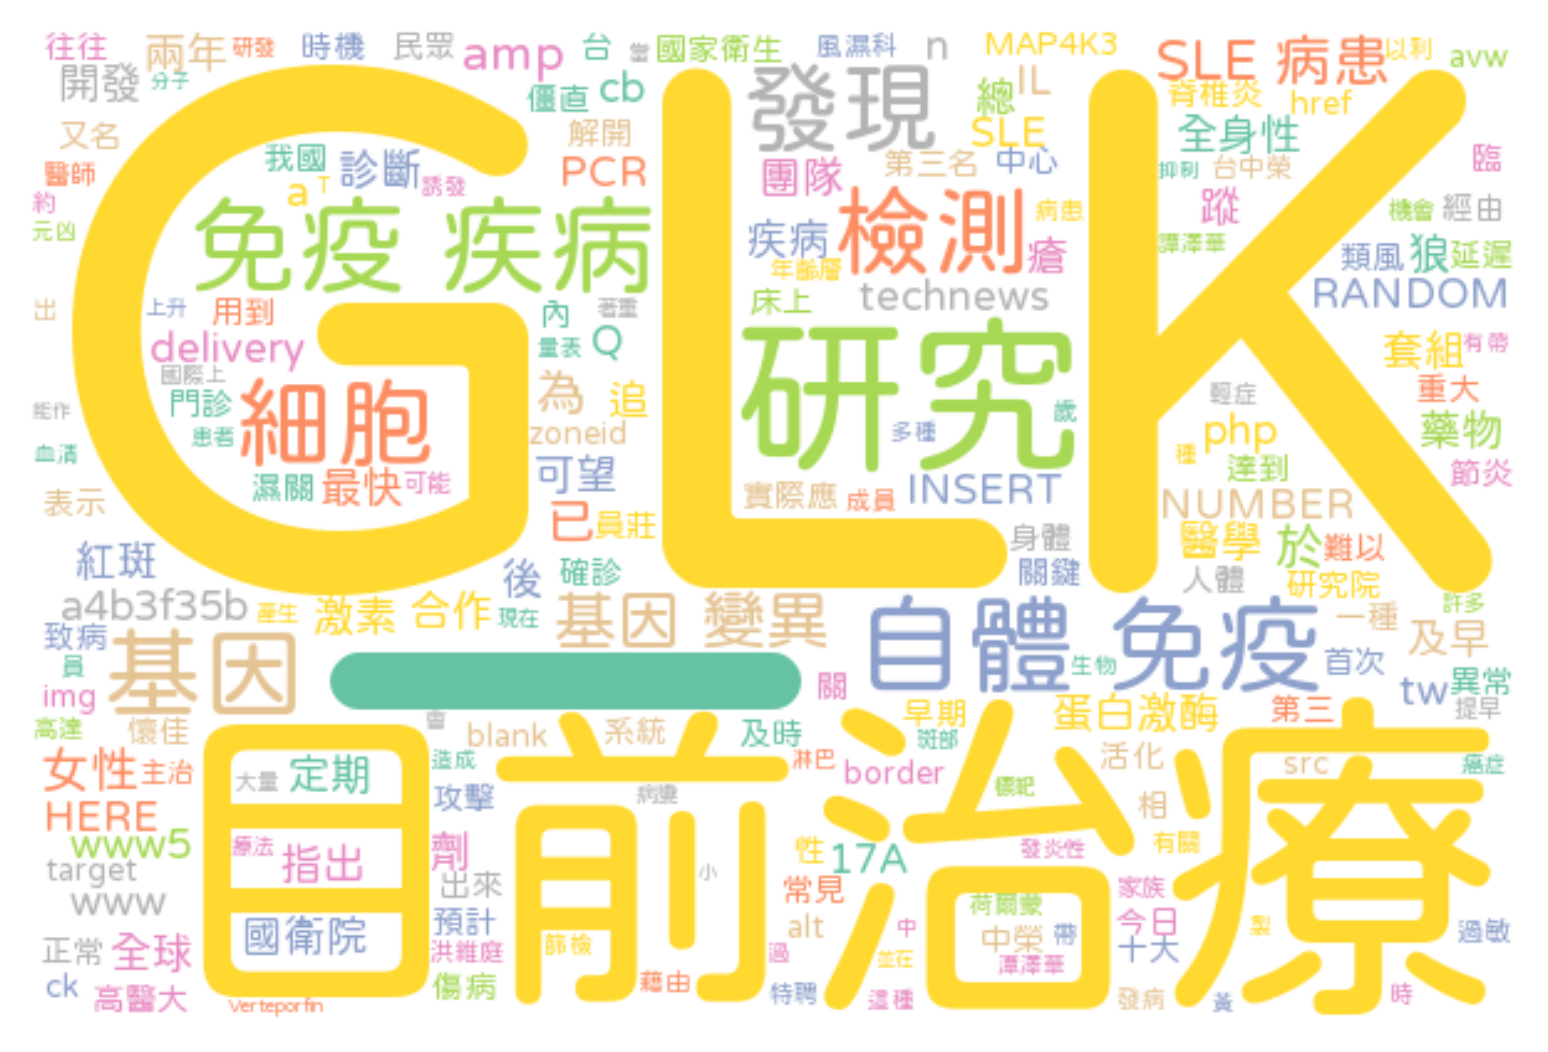 往往 兩年 研發 時機 民眾 amp 台 當 國家衛生 風濕科 n MAP4K3 SLE 病患 以利 avw
開發 分子 僵直 cb 發現 總 IL 脊椎炎 href
又名 解開 SLE 全身性
醫師 我國 診斷 誘發 PCR 團隊 第三名 中心 抑制 台中榮 臨
約 a T 免疫 疾病 檢測 病患 蹤 機會 經由
元凶 疾病 瘡 譚澤華 類風 狼 延遲
年齡層
出 上升 用到 內 著重 床上 technews RANDOM
delivery 量表 Q 研究 套組 有帶
國際上
能作 門診 細胞 為 追 歲 輕症 重大
患者 zoneid 多種 php 藥物
血清 種 達到
濕關 最快 可能 可望 INSERT 節炎
表示 已 員莊 實際應 成員 NUMBER
GLK
紅斑 後 確診 身體 關鍵 醫學 於 難以
人體 研究院
a4b3f35b 產生 激素 合作 現在 基因 變異 自體 免疫 一種 許多
致病 基因 及早
員 關 生物 首次
img tw 異常
高達 懷佳 會 blank 系統 及時 早期 蛋白激酶 第三 提早
斑部
女性 主治 大量 定期 造成 淋巴 border 活化 src 癌症
目前治療
HERE 攻擊 病變 標靶 相
www5 療法 指出 劑 性 17A 發炎性 有關
target 出來 小 常見 家族
www 國衛院 預計 alt 中 荷爾蒙 今日 製 過敏
正常 全球 洪維庭 篩檢 過 並在 中榮 帶 十大
譚澤華
ck 高醫大 傷病 藉由 特聘 這種 發病 黃 時
Verteporfin